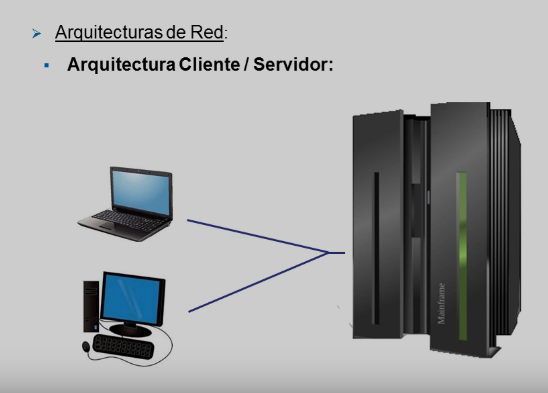 Arquitecturas de Red:
Arquitectura Cliente / Servidor:
Mainframe